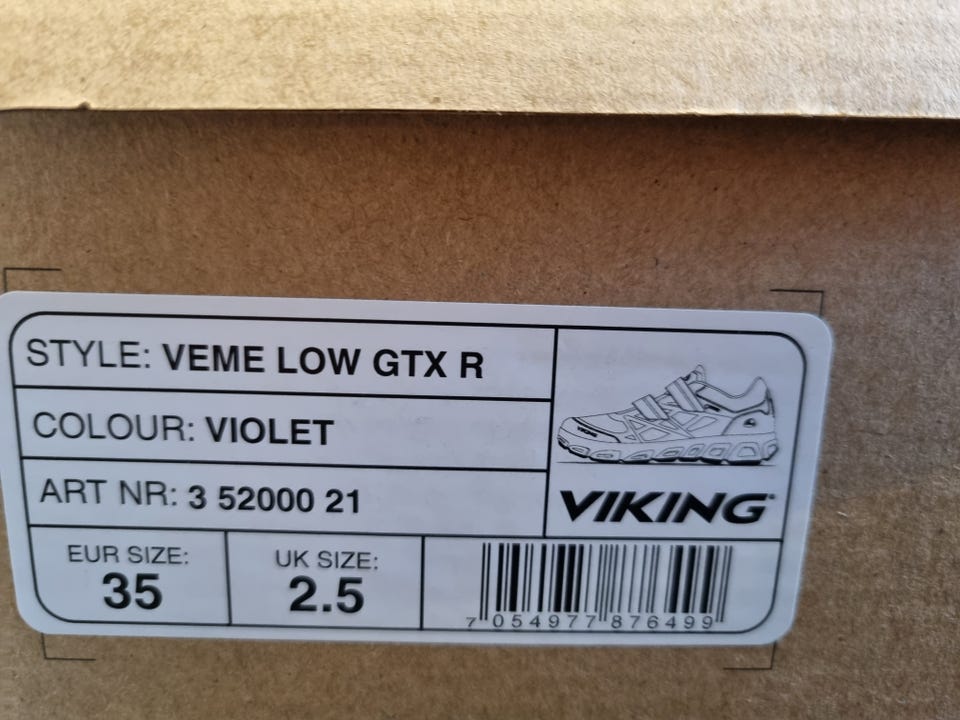 STYLE: VEME LOW GTX R
COLOUR: VIOLET
ART NR: 3 52000 21
VIKING
EUR SIZE:
35
UK SIZE:
2.5
7 054977 876499